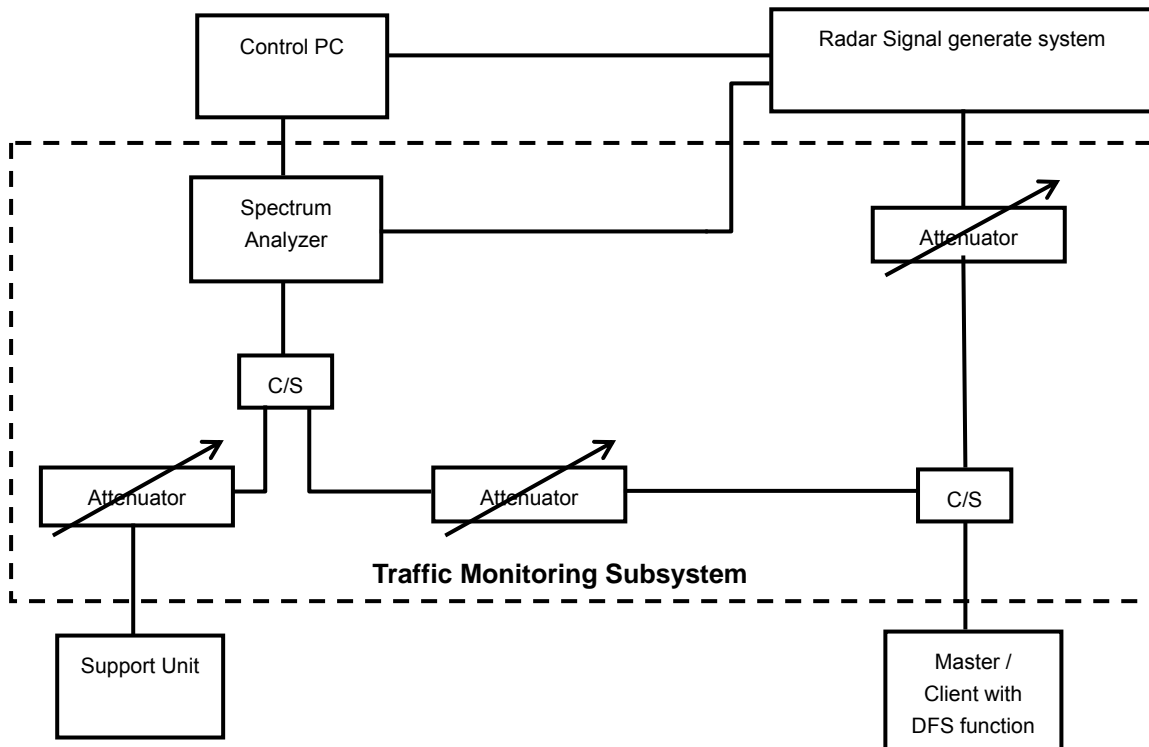 Control PC
Radar Signal generate system
Spectrum
Analyzer
Attenuator
C/S
Attenuator
Attenuator
C/S
Traffic Monitoring Subsystem
Support Unit
Master /
Client with
DFS function